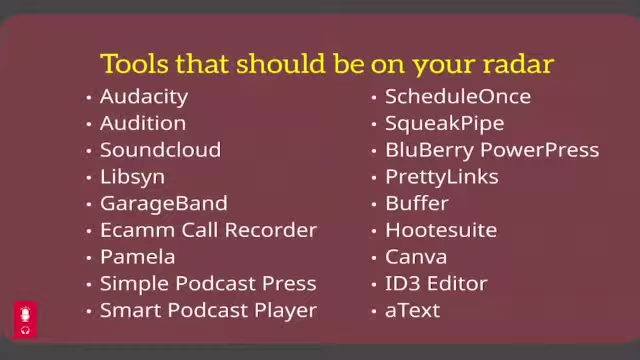 Tools that should be on your radar
• Audacity
• Audition
• Soundcloud
• Libsyn
• GarageBand
• Ecamm Call Recorder
• Pamela
• Simple Podcast Press
• Smart Podcast Player
• ScheduleOnce
• SqueakPipe
• BluBerry PowerPress
• PrettyLinks
• Buffer
• Hootesuite
• Canva
• ID3 Editor
• aText